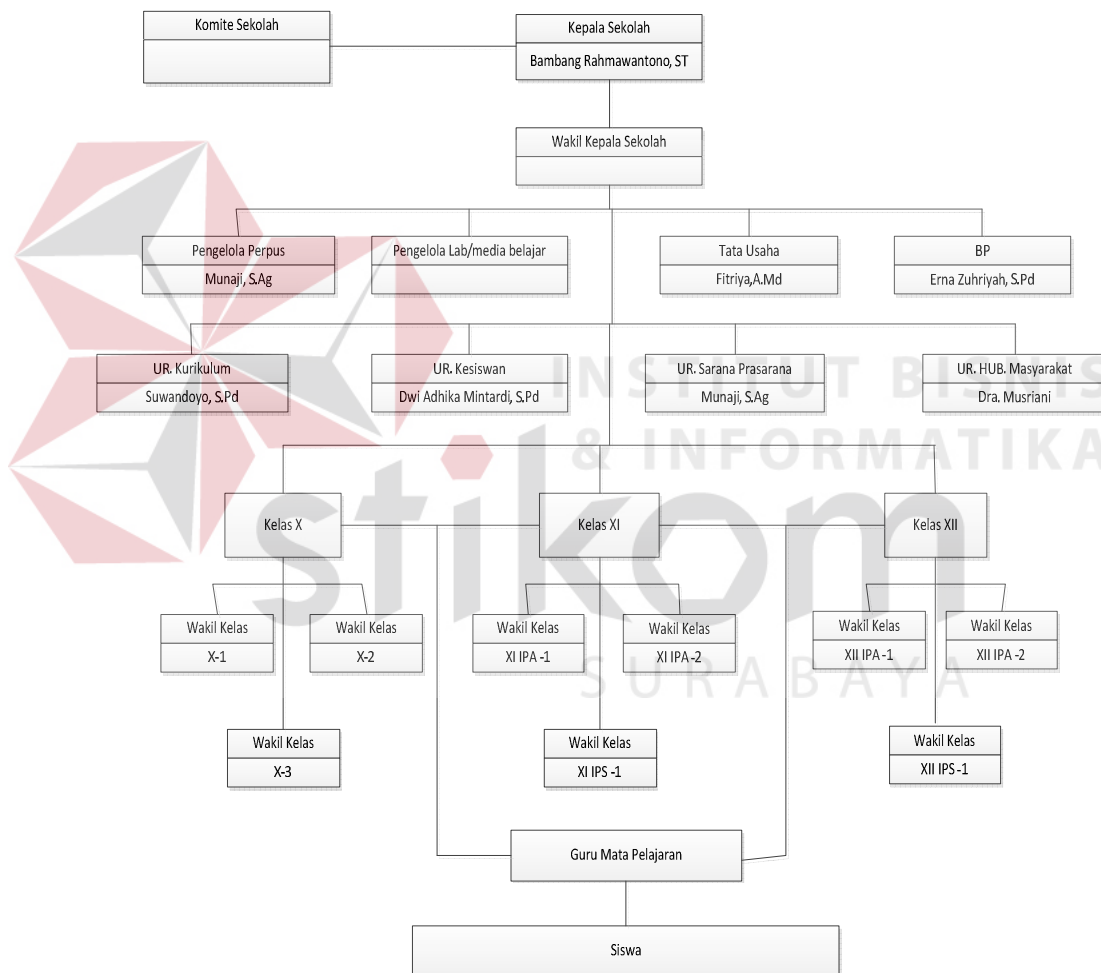 Komite Sekolah
Kepala Sekolah
Bambang Rahmawantono, ST
Wakil Kepala Sekolah
Pengelola Perpus
Munaji, S.Ag
Pengelola Lab/media belajar
Tata Usaha
Fitriya,A.Md
BP
Erna Zuhriyah, S.Pd
UR. Kurikulum
Suwandoyo, S.Pd
UR. Kesiswan
Dwi Adhika Mintardi, S.Pd
UR. Sarana Prasarana
Munaji, S.Ag
UR. HUB. Masyarakat
Dra. Musriani
INSTITUT BISNIS
& INFORMATIKA
stikom
SURABAYA
Kelas X
Kelas XI
Kelas XII
Wakil Kelas
X-1
Wakil Kelas
X-2
Wakil Kelas
XI IPA -1
Wakil Kelas
XI IPA -2
Wakil Kelas
XII IPA -1
Wakil Kelas
XII IPA -2
Wakil Kelas
X-3
Wakil Kelas
XI IPS -1
Wakil Kelas
XII IPS -1
Guru Mata Pelajaran
Siswa